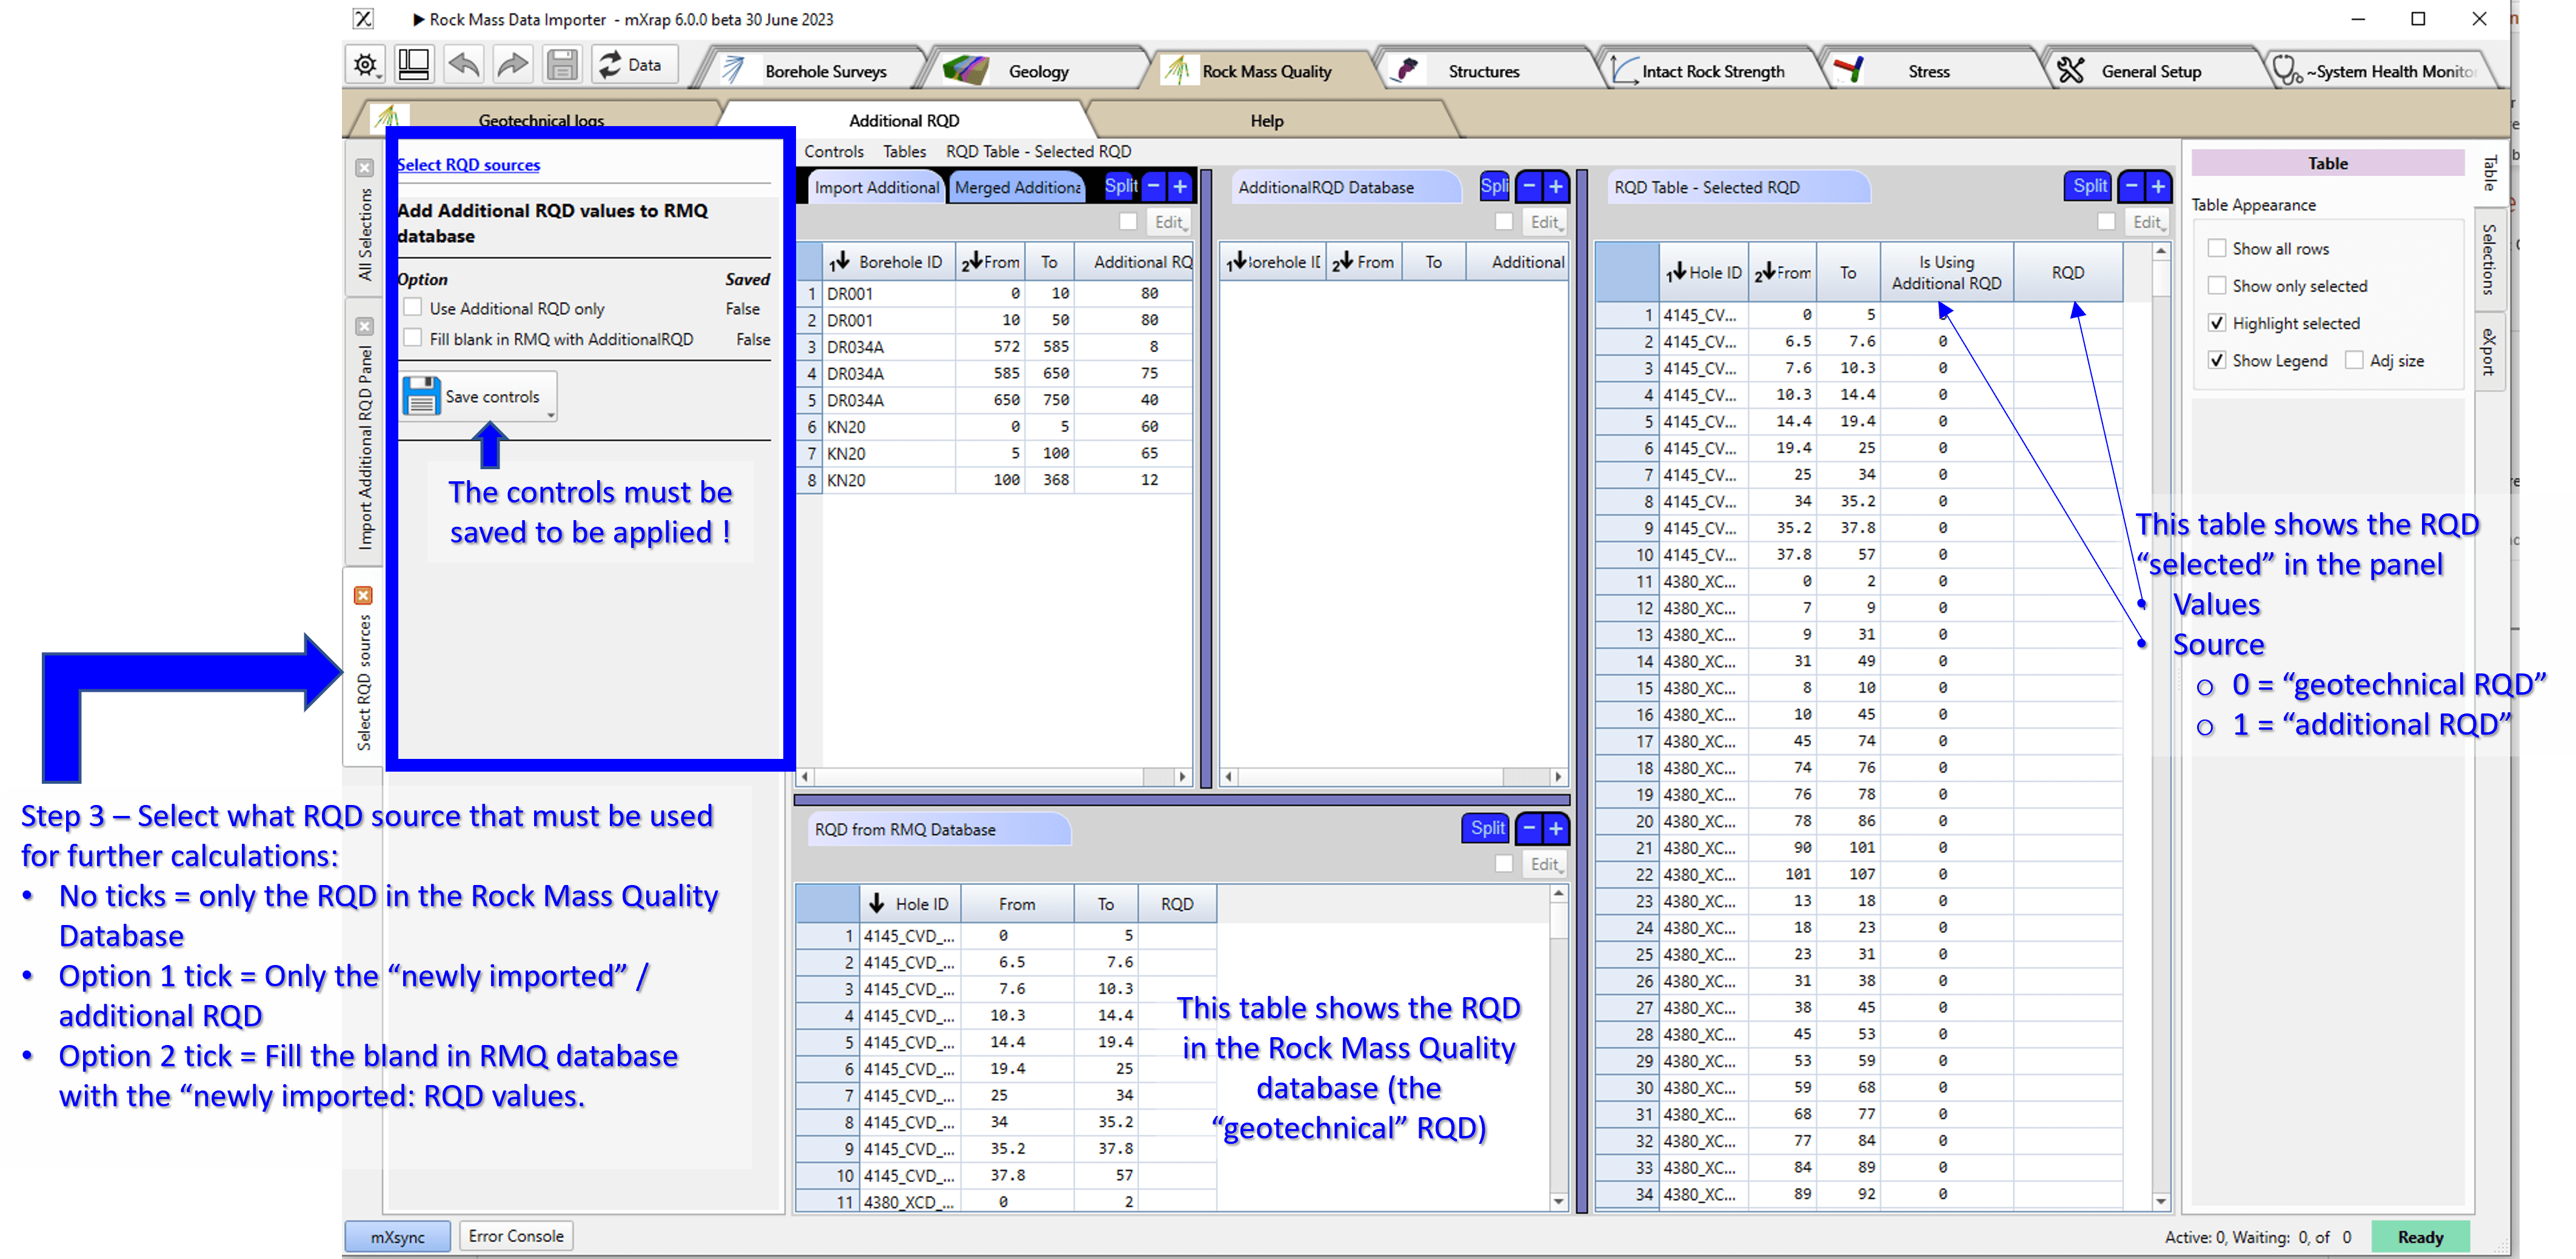 Rock Mass Data Importer - mXrap 6.0.0 beta 30 June 2023
Data
Borehole Surveys
Geology
Rock Mass Quality
Structures
Intact Rock Strength
Stress
General Setup
~System Health Monito
Geotechnical logs
Additional RQD
Help
All Selections
Import Additional RQD Panel
Select RQD sources
Select RQD sources
Add Additional RQD values to RMQ
database
Option Saved
Use Additional RQD only False
Fill blank in RMQ with AdditionalRQD False
Save controls
The controls must be
saved to be applied !
Step 3 – Select what RQD source that must be used
for further calculations:
• No ticks = only the RQD in the Rock Mass Quality
Database
• Option 1 tick = Only the “newly imported” /
additional RQD
• Option 2 tick = Fill the bland in RMQ database
with the “newly imported: RQD values.
Controls Tables RQD Table - Selected RQD
Import Additional Merged Additiona Split - +
Edit
1 Borehole ID 2 From To Additional RQ
1 DR001 0 10 80
2 DR001 10 50 80
3 DR034A 572 585 8
4 DR034A 585 650 75
5 DR034A 650 750 40
6 KN20 0 5 60
7 KN20 5 100 65
8 KN20 100 368 12
AdditionalRQD Database Spli - +
Edit
1 orehole ID 2 From To Additional
RQD from RMQ Database Split - +
Edit
Hole ID From To RQD
1 4145_CVD_... 0 5
2 4145_CVD_... 6.5 7.6
3 4145_CVD_... 7.6 10.3
4 4145_CVD_... 10.3 14.4
5 4145_CVD_... 14.4 19.4
6 4145_CVD_... 19.4 25
7 4145_CVD_... 25 34
8 4145_CVD_... 34 35.2
9 4145_CVD_... 35.2 37.8
10 4145_CVD_... 37.8 57
11 4380_XCD_... 0 2
This table shows the RQD
in the Rock Mass Quality
database (the
“geotechnical” RQD)
RQD Table - Selected RQD Split - +
Edit
1 Hole ID 2 From To Is Using Additional RQD RQD
1 4145_CV... 0 5 0
2 4145_CV... 6.5 7.6 0
3 4145_CV... 7.6 10.3 0
4 4145_CV... 10.3 14.4 0
5 4145_CV... 14.4 19.4 0
6 4145_CV... 19.4 25 0
7 4145_CV... 25 34 0
8 4145_CV... 34 35.2 0
9 4145_CV... 35.2 37.8 0
10 4145_CV... 37.8 57 0
11 4380_XC... 0 2 0
12 4380_XC... 7 9 0
13 4380_XC... 9 31 0
14 4380_XC... 31 49 0
15 4380_XC... 8 10 0
16 4380_XC... 10 45 0
17 4380_XC... 45 74 0
18 4380_XC... 74 76 0
19 4380_XC... 76 78 0
20 4380_XC... 78 86 0
21 4380_XC... 90 101 0
22 4380_XC... 101 107 0
23 4380_XC... 13 18 0
24 4380_XC... 18 23 0
25 4380_XC... 23 31 0
26 4380_XC... 31 38 0
27 4380_XC... 38 45 0
28 4380_XC... 45 53 0
29 4380_XC... 53 59 0
30 4380_XC... 59 68 0
31 4380_XC... 68 77 0
32 4380_XC... 77 84 0
33 4380_XC... 84 89 0
34 4380_XC... 89 92 0
Table
Table Appearance
Show all rows
Show only selected
Highlight selected
Show Legend Adj size
Table
Selections
eXport
This table shows the RQD
“selected” in the panel
• Values
• Source
o 0 = “geotechnical RQD”
o 1 = “additional RQD”
mXsync Error Console
Active: 0, Waiting: 0, of 0 Ready